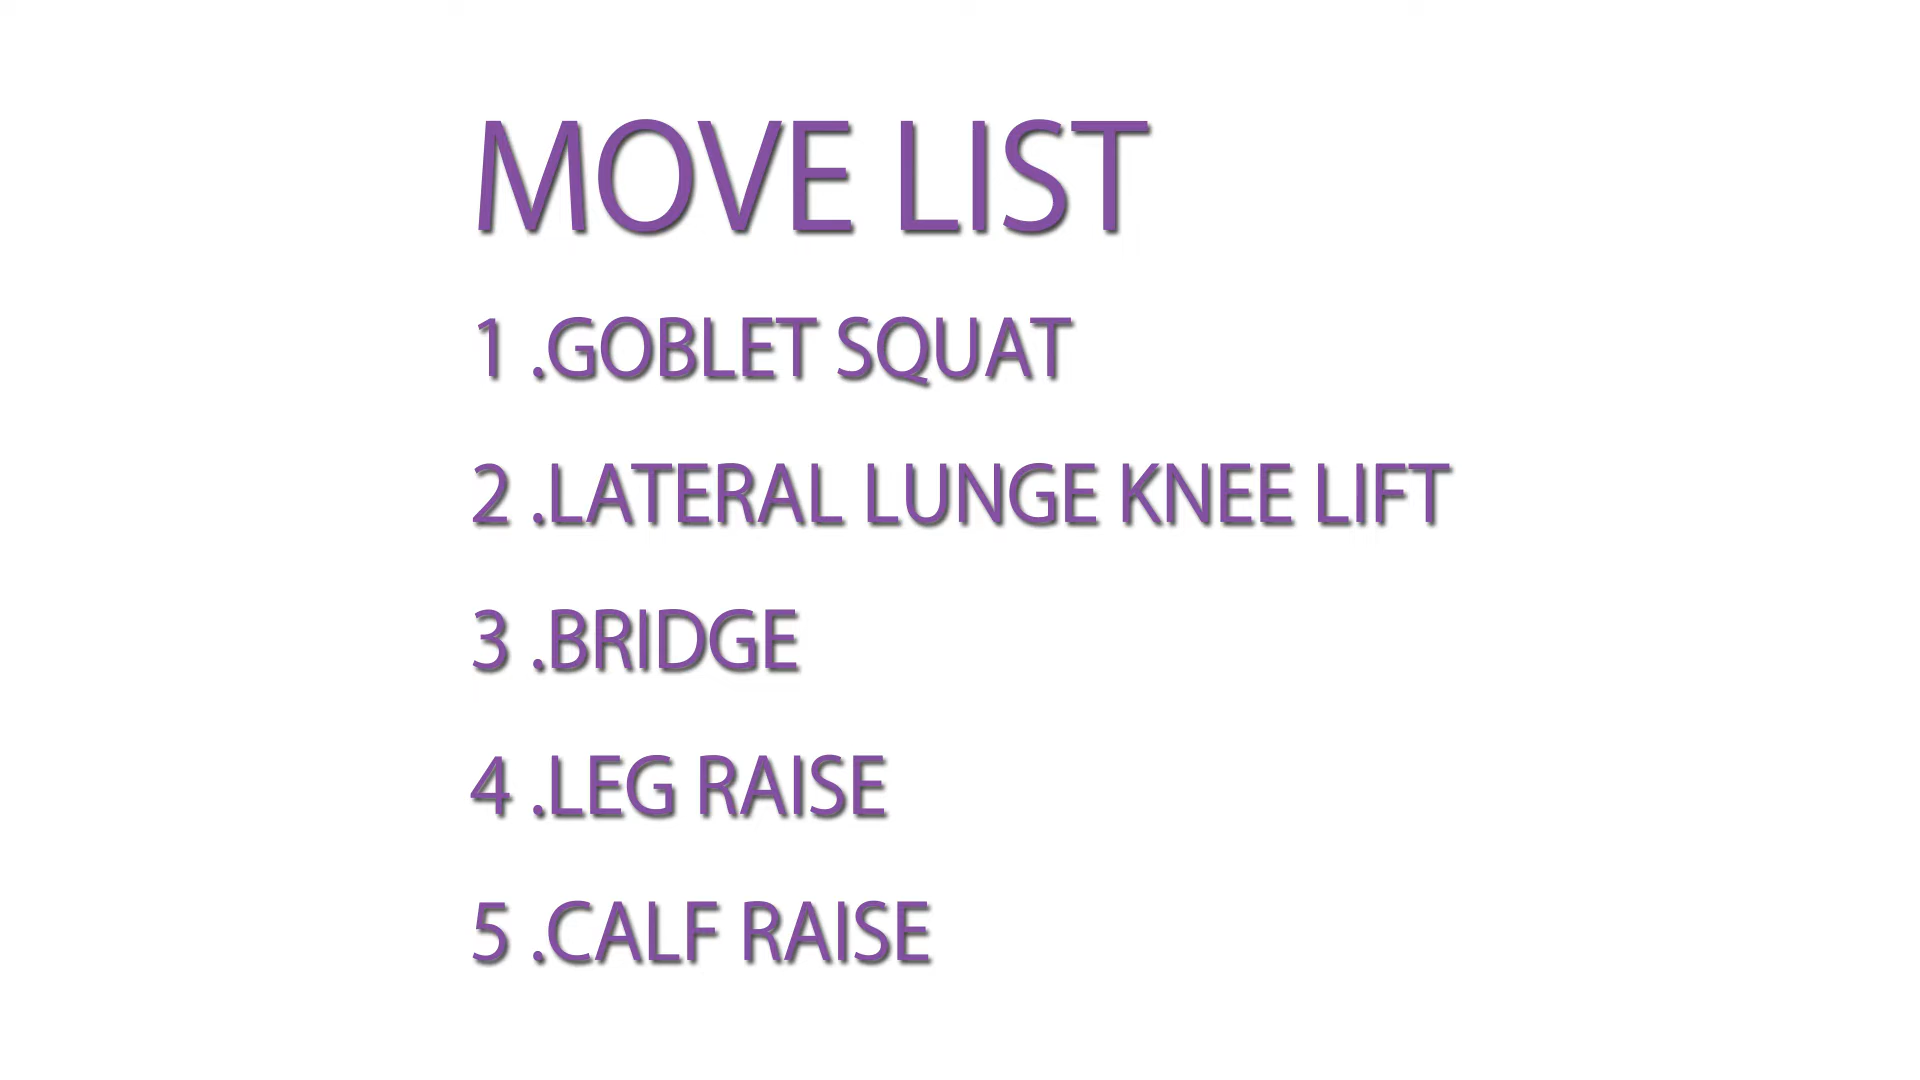 MOVE LIST
1 .GOBLET SQUAT
2 .LATERAL LUNGE KNEE LIFT
3 .BRIDGE
4 .LEG RAISE
5 .CALF RAISE